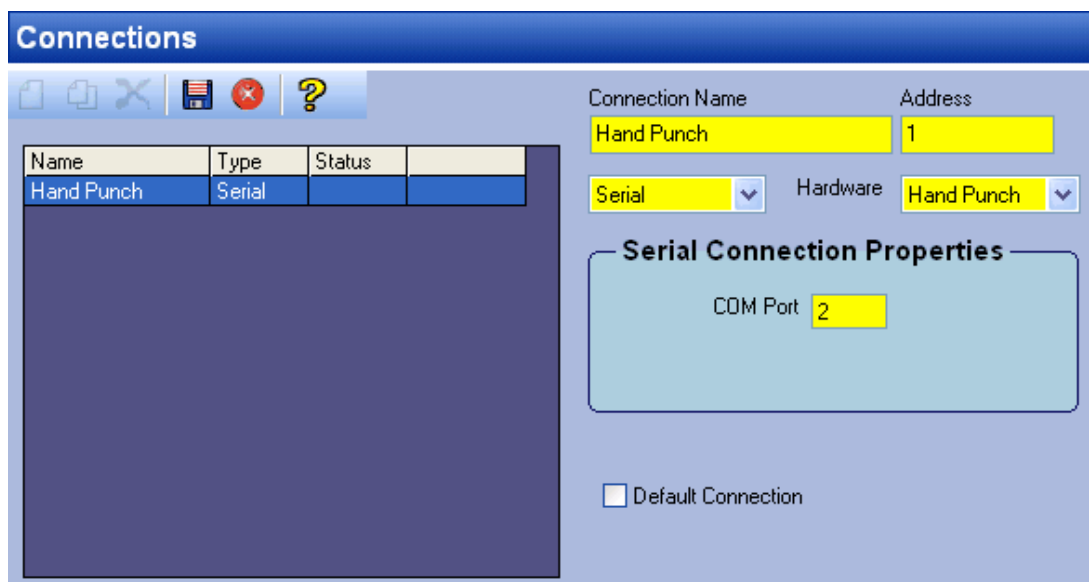 Connections
Connection Name Address
Hand Punch 1
Name Type Status
Hand Punch Serial
Serial Hardware Hand Punch
Serial Connection Properties
COM Port 2
Default Connection